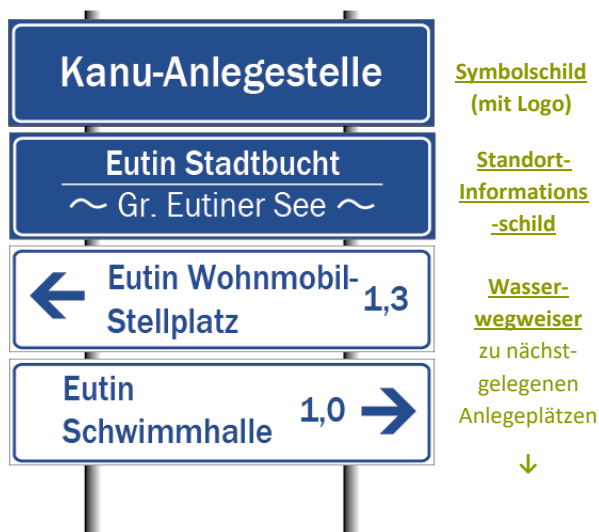 Kanu-Anlegestelle
Symbolschild
(mit Logo)
Eutin Stadtbucht
~ Gr. Eutiner See ~
Standort-
Informations
-schild
Eutin Wohnmobil-
Stellplatz
1,3
Wasser-
wegweiser
zu nächst-
gelegenen
Anlegeplätzen
↓
Eutin
Schwimmhalle
1,0